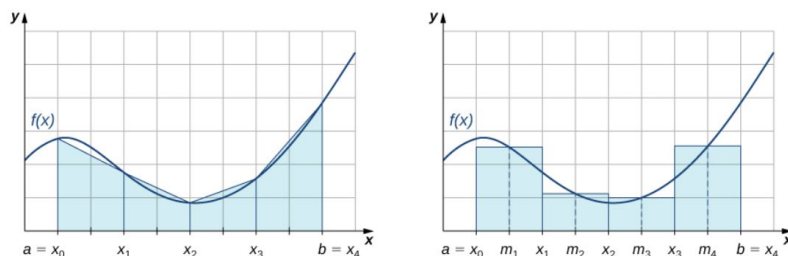 y
f(x)
a = x₀ x₁ x₂ x₃ b = x₄
x
y
f(x)
a = x₀ m₁ x₁ m₂ x₂ m₃ x₃ m₄ b = x₄
x